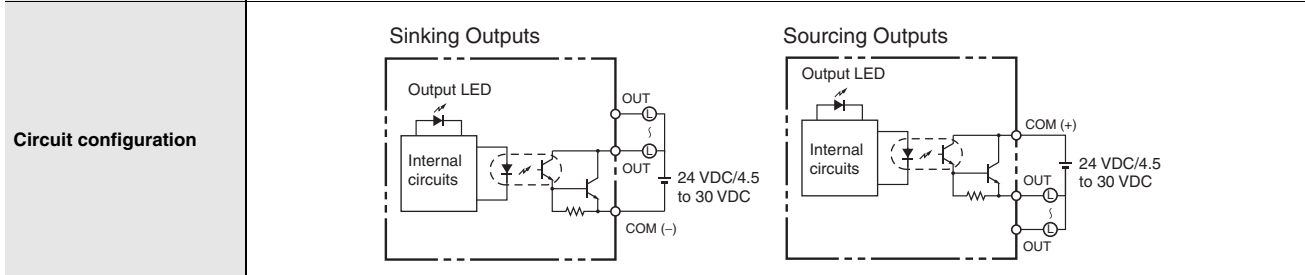 Circuit configuration
Sinking Outputs
Output LED
Internal
circuits
OUT
L
L
OUT
24 VDC/4.5
to 30 VDC
COM (–)
Sourcing Outputs
Output LED
Internal
circuits
COM (+)
24 VDC/4.5
to 30 VDC
OUT
L
L
OUT